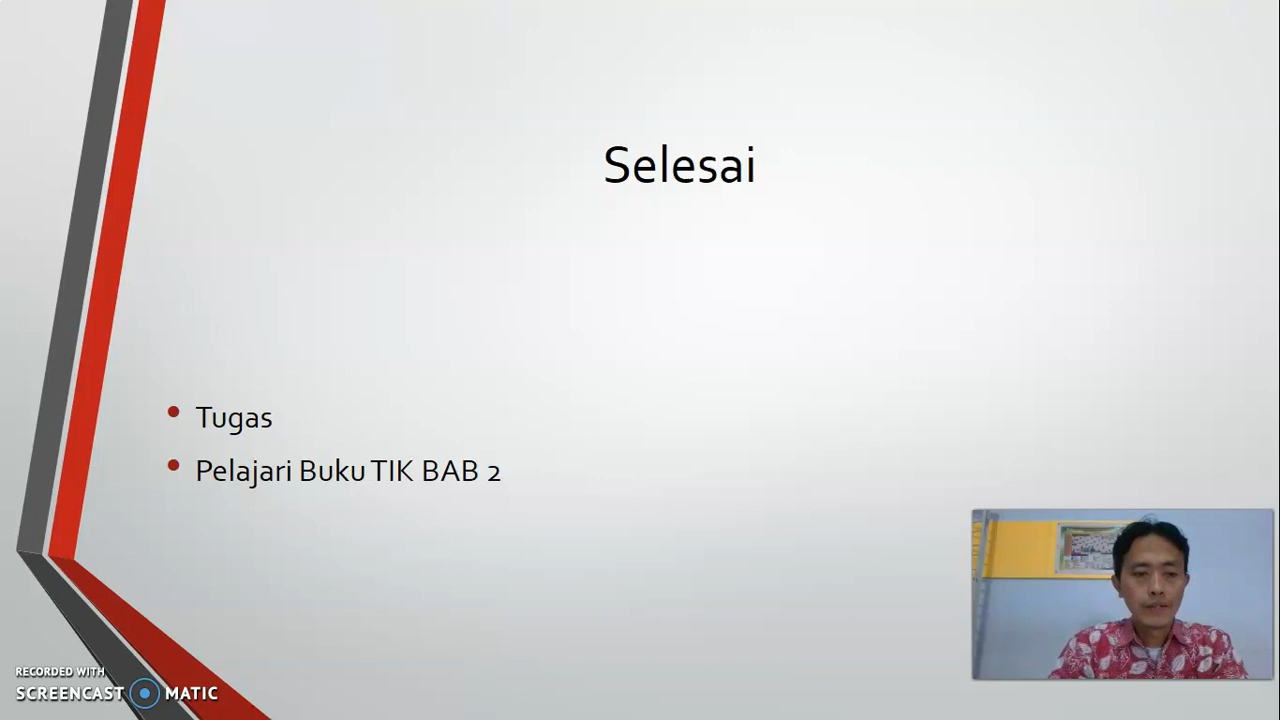 Selesai
Tugas
Pelajari Buku TIK BAB 2
RECORDED WITH
SCREENCAST MATIC